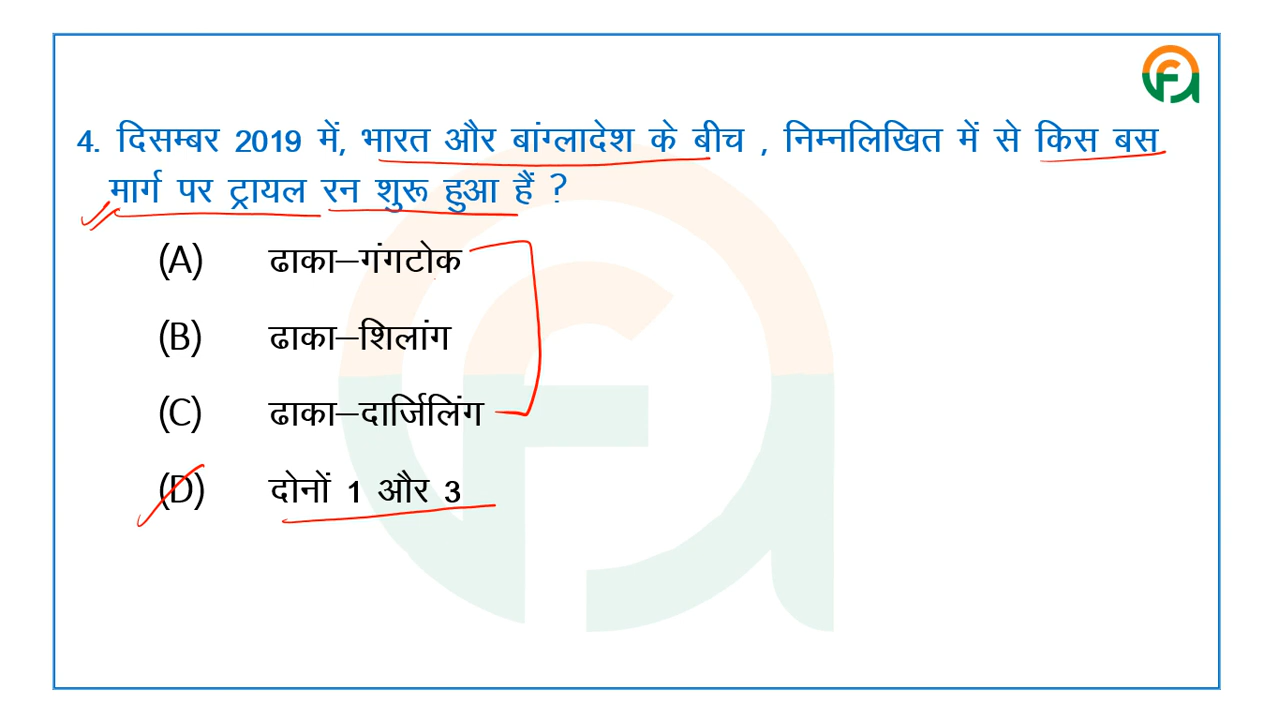 4. दिसम्बर 2019 में, भारत और बांग्लादेश के बीच , निम्नलिखित में से किस बस
मार्ग पर ट्रायल रन शुरू हुआ हैं ?
(A) ढाका–गंगटोक
(B) ढाका–शिलांग
(C) ढाका–दार्जिलिंग
(D) दोनों 1 और 3